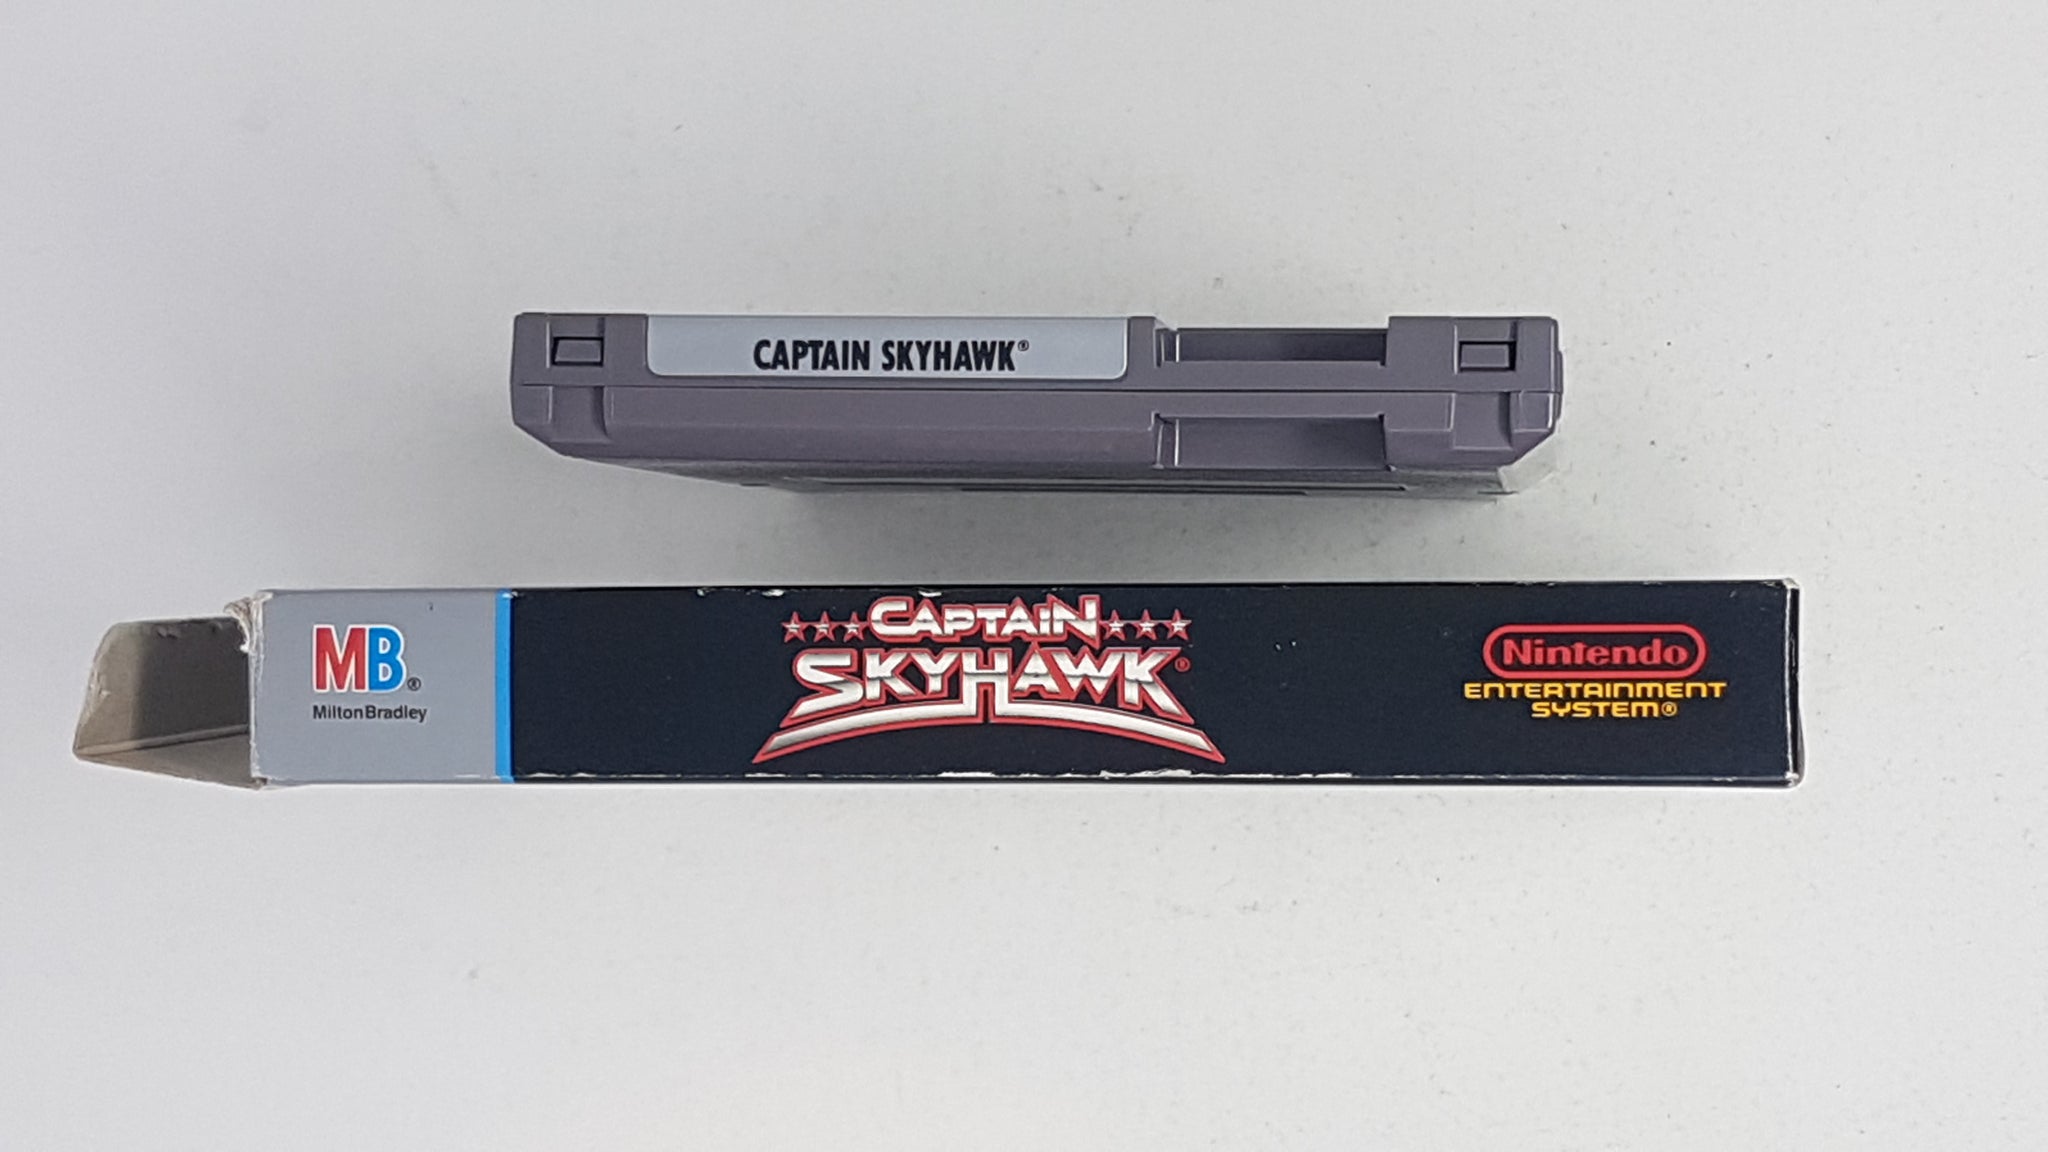 CAPTAIN SKYHAWK®
MB®
MiltonBradley
CAPTAIN
SKYHAWK®
Nintendo
ENTERTAINMENT
SYSTEM®